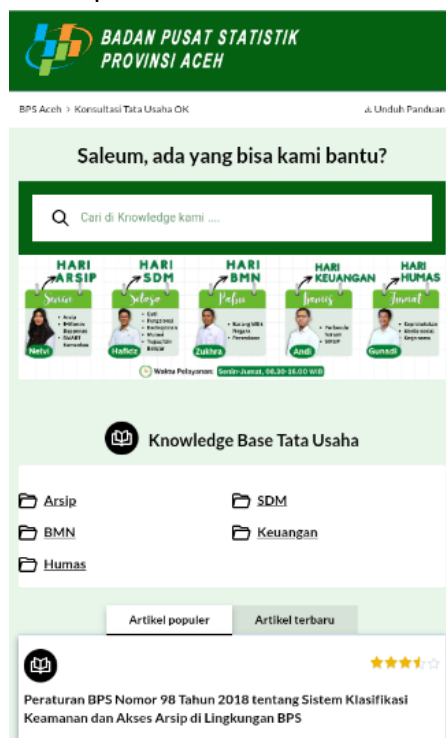 BADAN PUSAT STATISTIK
PROVINSI ACEH
BPS Aceh > Konsultasi Tata Usaha OK
Unduh Panduan
Saleum, ada yang bisa kami bantu?
Cari di Knowledge kami ....
HARI ARSIP
HARI SDM
HARI BMN
HARI KEUANGAN
HARI HUMAS
Senin
Selasa
Rabu
Kamis
Jumat
• Arsip
• Cuti
Belajar
Nelvi
Hafidz
Zukhra
Andi
Gunadi
Waktu Pelayanan: Senin-Jumat, 08.30-16.00 WIB
Knowledge Base Tata Usaha
Arsip
SDM
BMN
Keuangan
Humas
Artikel populer
Artikel terbaru
Peraturan BPS Nomor 98 Tahun 2018 tentang Sistem Klasifikasi
Keamanan dan Akses Arsip di Lingkungan BPS